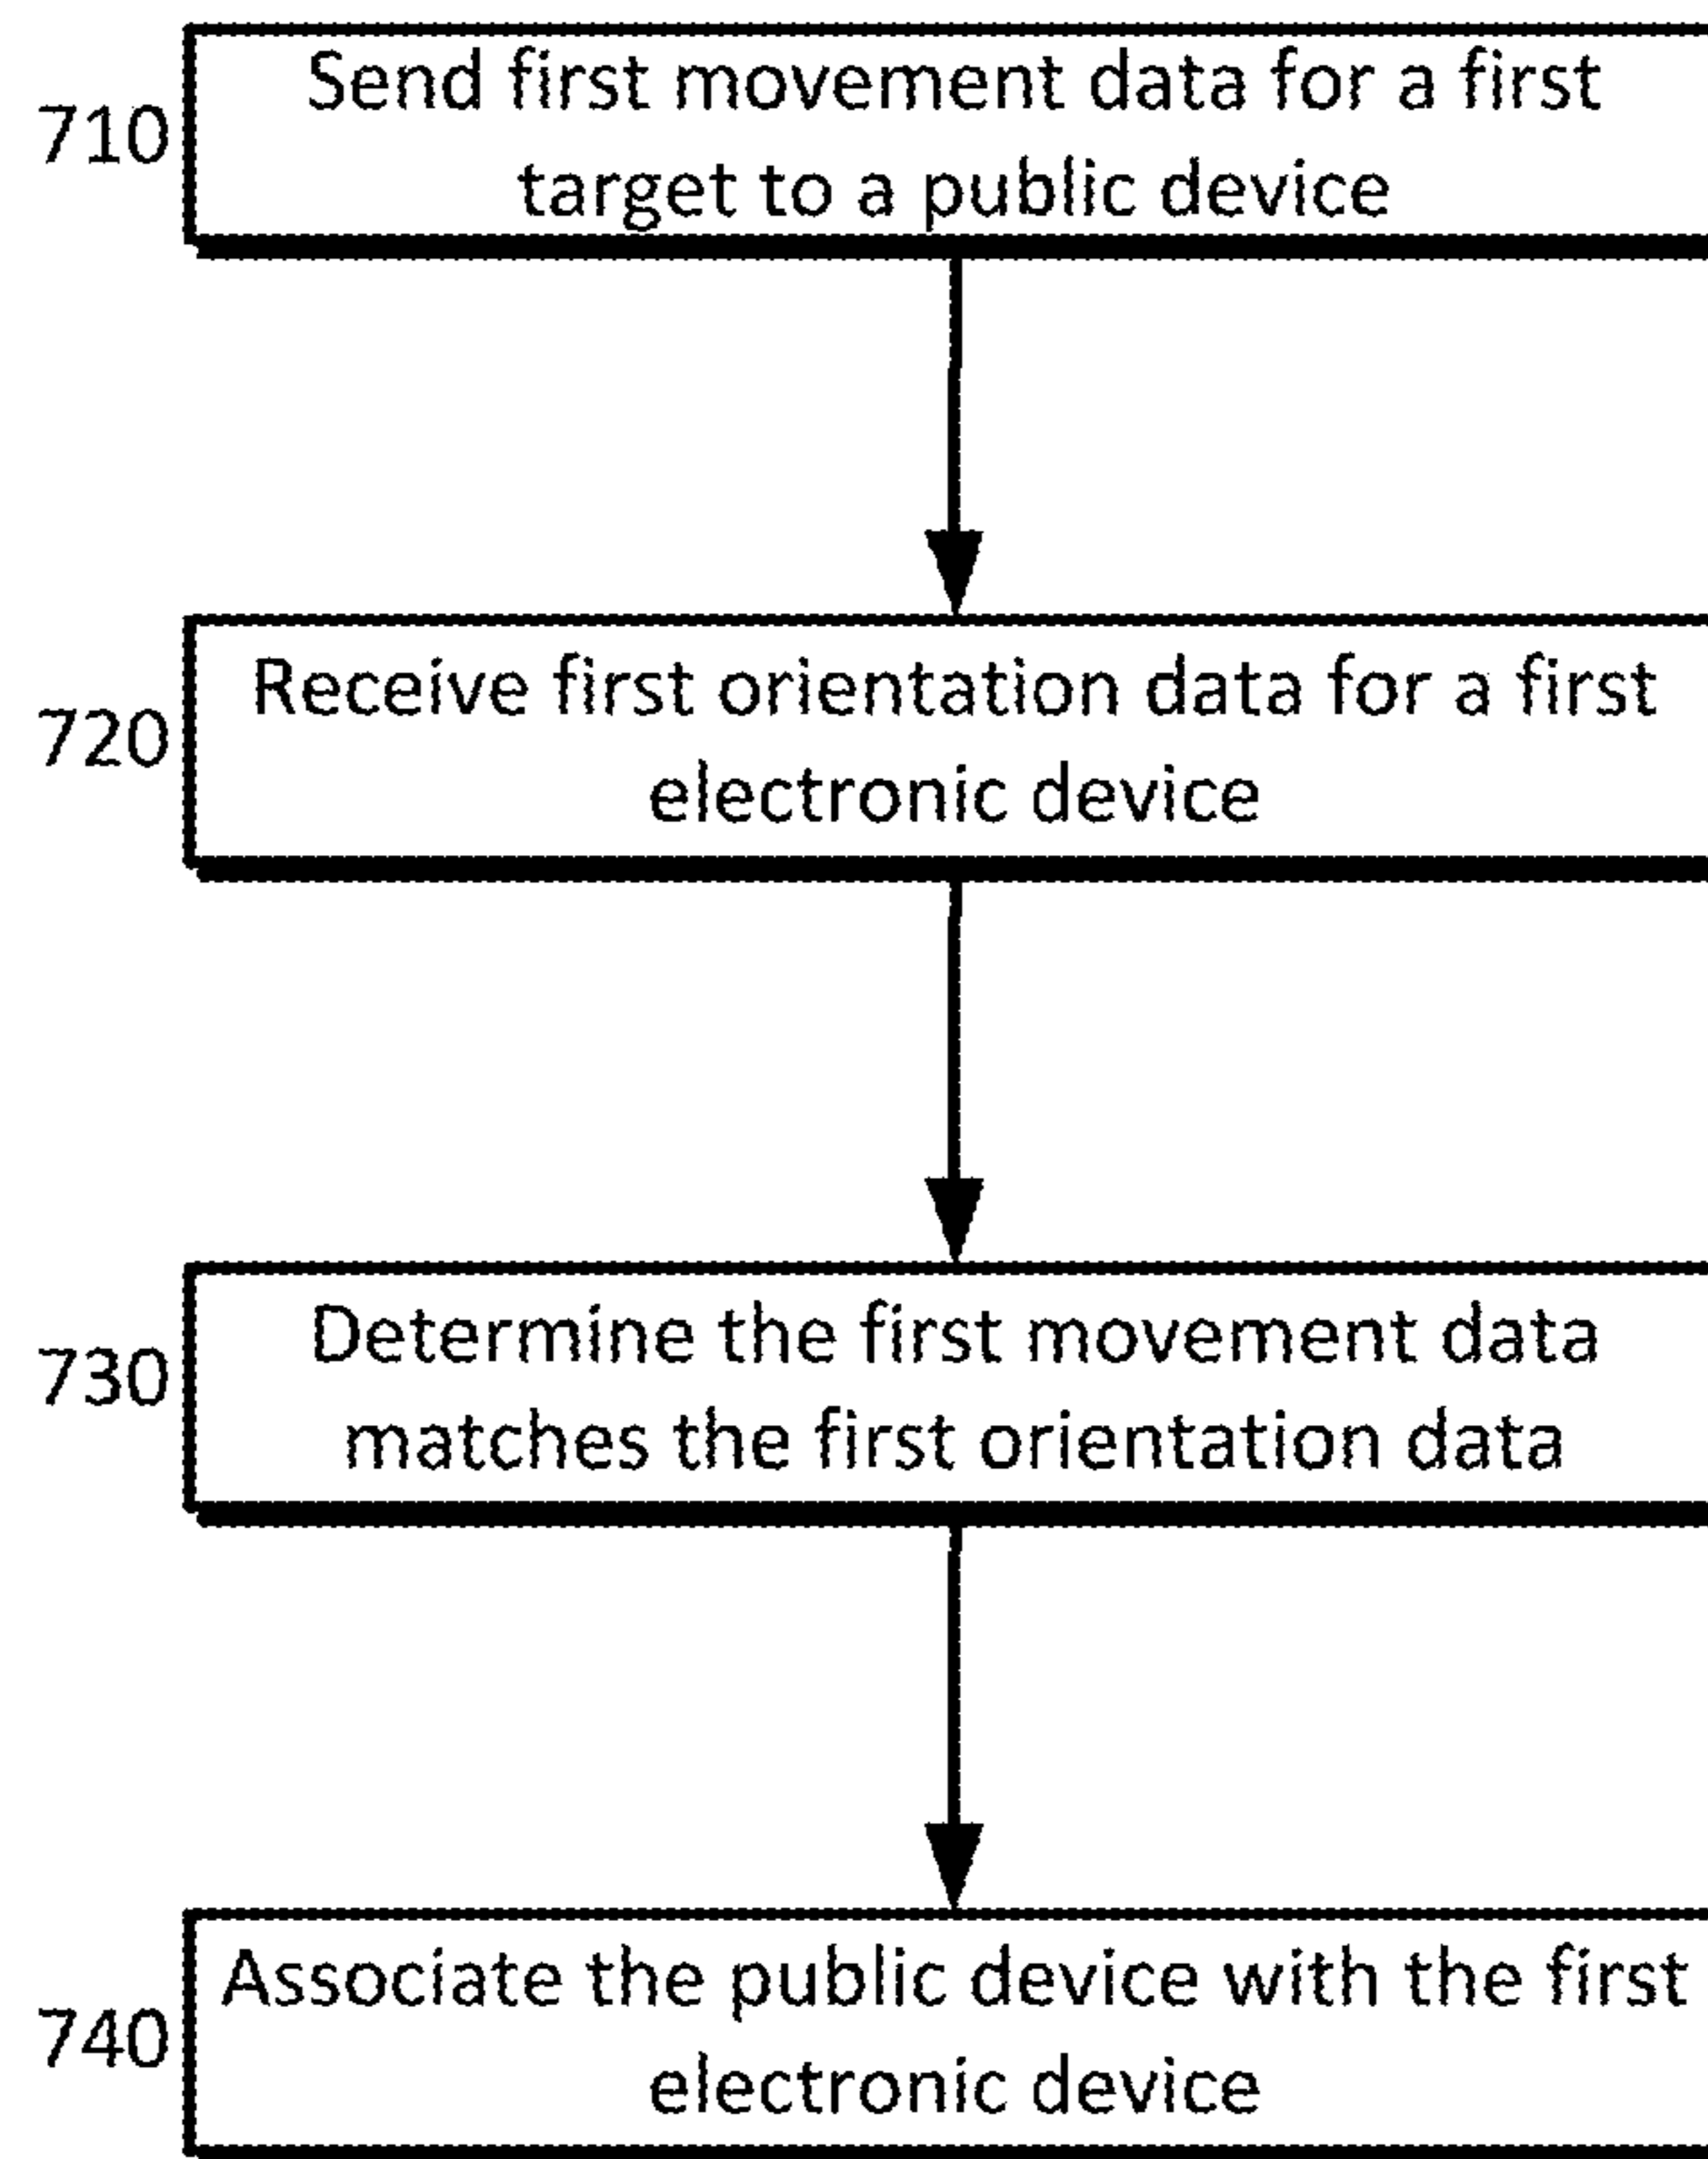 710
Send first movement data for a first
target to a public device
720
Receive first orientation data for a first
electronic device
730
Determine the first movement data
matches the first orientation data
740
Associate the public device with the first
electronic device